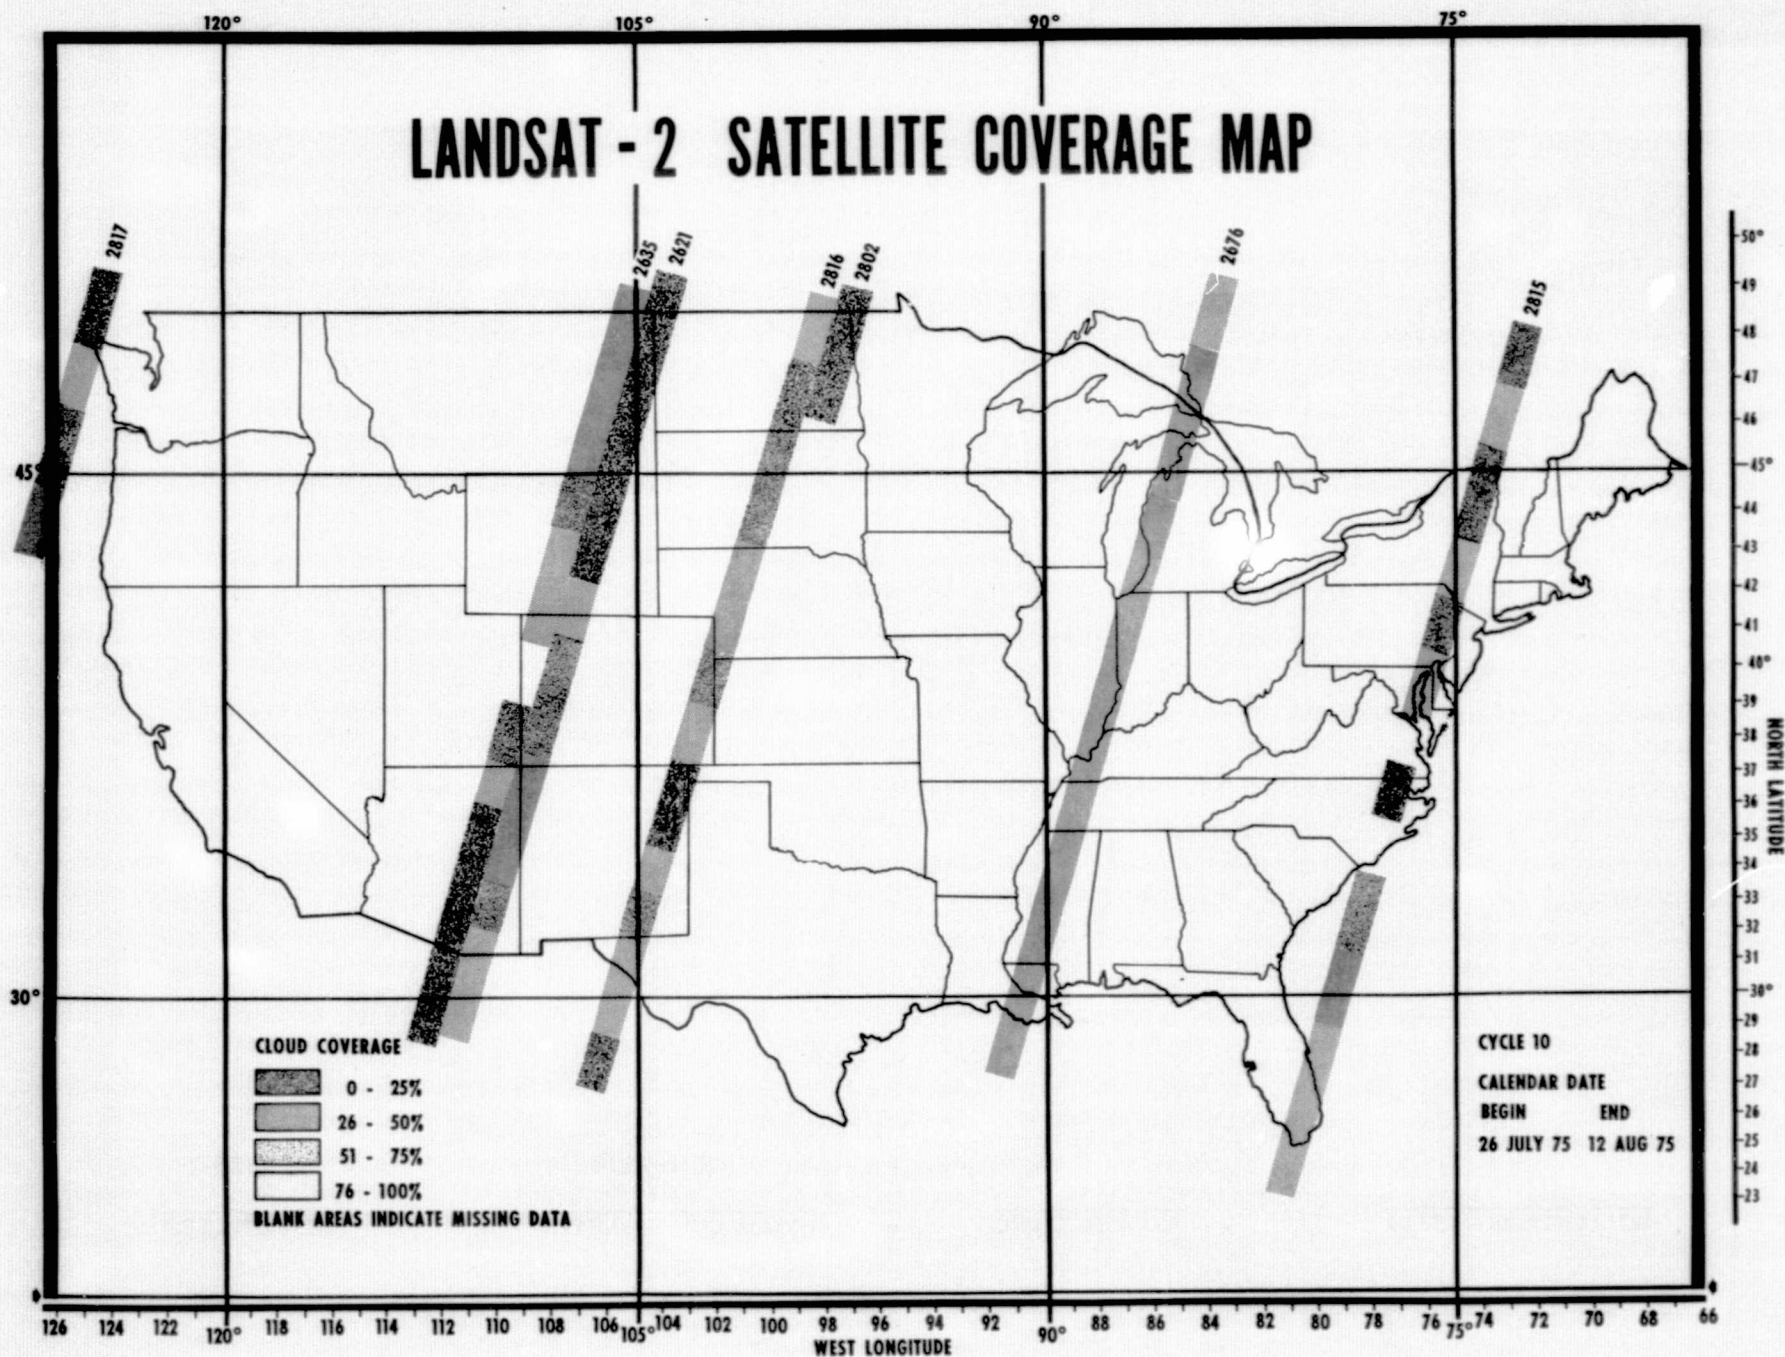 120° 105° 90° 75°
LANDSAT - 2 SATELLITE COVERAGE MAP
2817
2635
2621
2816
2802
2676
2815
50°
49
48
47
46
45° 45°
44
43
42
41
40°
39
38
37
36
35
34
33
32
31
30° 30°
29
28
27
26
25
24
23
NORTH LATITUDE
CLOUD COVERAGE
0 - 25%
26 - 50%
51 - 75%
76 - 100%
BLANK AREAS INDICATE MISSING DATA
CYCLE 10
CALENDAR DATE
BEGIN END
26 JULY 75 12 AUG 75
126 124 122 120° 118 116 114 112 110 108 106 105° 104 102 100 98 96 94 92 90° 88 86 84 82 80 78 76 75° 74 72 70 68 66
WEST LONGITUDE